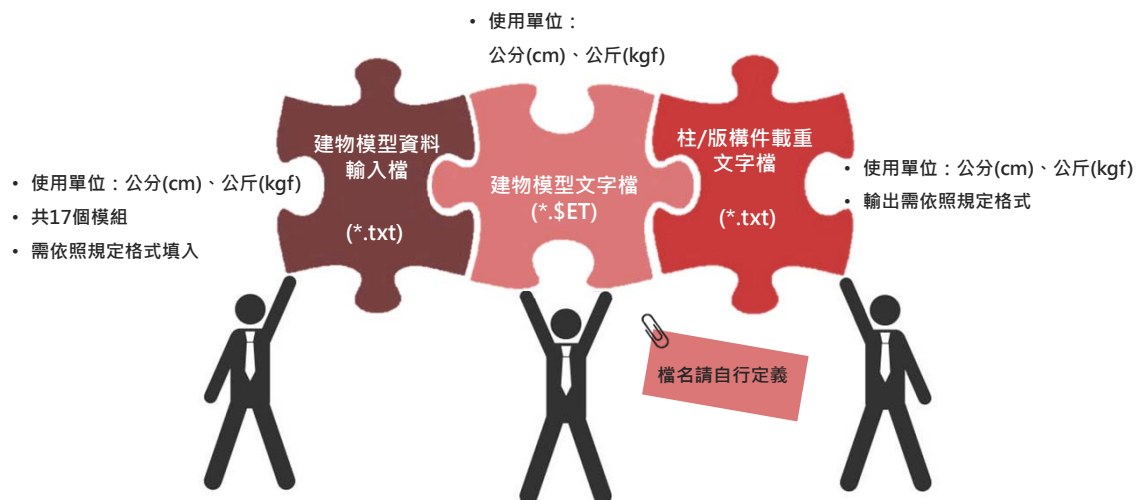 • 使用單位：
公分(cm)、公斤(kgf)
建物模型資料
輸入檔
(*.txt)
建物模型文字檔
(*.$ET)
柱/版構件載重
文字檔
(*.txt)
• 使用單位：公分(cm)、公斤(kgf)
• 共17個模組
• 需依照規定格式填入
• 使用單位：公分(cm)、公斤(kgf)
• 輸出需依照規定格式
檔名請自行定義